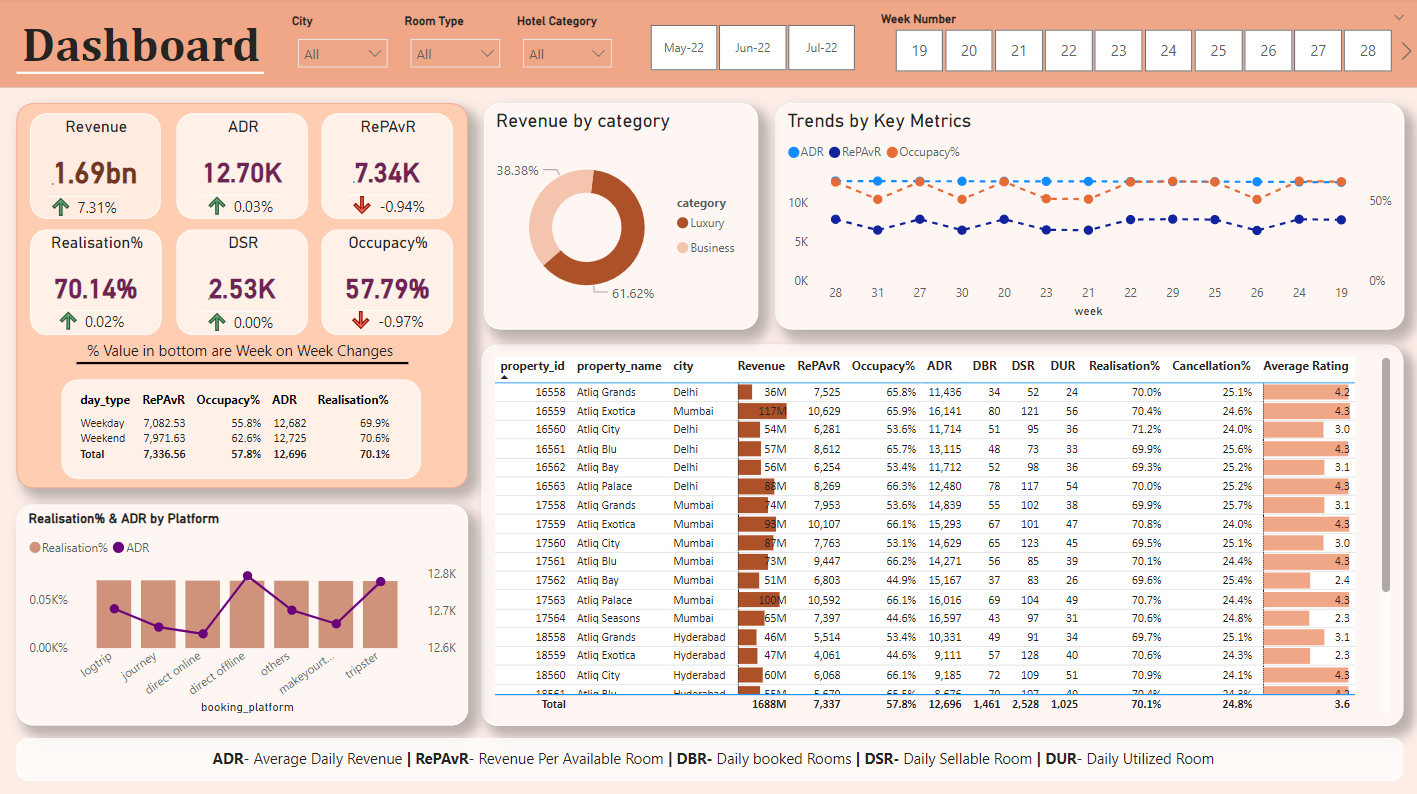 Dashboard
City
All
Room Type
All
Hotel Category
All
May-22 Jun-22 Jul-22
Week Number
19 20 21 22 23 24 25 26 27 28
Revenue
1.69bn
7.31%
ADR
12.70K
0.03%
RePAvR
7.34K
-0.94%
Realisation%
70.14%
0.02%
DSR
2.53K
0.00%
Occupacy%
57.79%
-0.97%
% Value in bottom are Week on Week Changes
day_type RePAvR Occupacy% ADR Realisation%
Weekday 7,082.53 55.8% 12,682 69.9%
Weekend 7,971.63 62.6% 12,725 70.6%
Total 7,336.56 57.8% 12,696 70.1%
Revenue by category
38.38%
61.62%
category
Luxury
Business
Trends by Key Metrics
ADR RePAvR Occupacy%
10K
5K
0K
50%
0%
28 31 27 30 20 23 21 22 29 25 26 24 19
week
Realisation% & ADR by Platform
Realisation% ADR
0.05K%
0.00K%
12.8K
12.7K
12.6K
logtrip journey direct online direct offline others makeyourt... tripster
booking_platform
property_id property_name city Revenue RePAvR Occupacy% ADR DBR DSR DUR Realisation% Cancellation% Average Rating
16558 Atliq Grands Delhi 36M 7,525 65.8% 11,436 34 52 24 70.0% 25.1% 4.2
16559 Atliq Exotica Mumbai 117M 10,629 65.9% 16,141 80 121 56 70.4% 24.6% 4.3
16560 Atliq City Delhi 54M 6,281 53.6% 11,714 51 95 36 71.2% 24.0% 3.0
16561 Atliq Blu Delhi 57M 8,612 65.7% 13,115 48 73 33 69.9% 25.6% 4.3
16562 Atliq Bay Delhi 56M 6,254 53.4% 11,712 52 98 36 69.3% 25.2% 3.1
16563 Atliq Palace Delhi 88M 8,269 66.3% 12,480 78 117 54 70.0% 25.2% 4.3
17558 Atliq Grands Mumbai 74M 7,953 53.6% 14,839 55 102 38 69.9% 25.7% 3.1
17559 Atliq Exotica Mumbai 93M 10,107 66.1% 15,293 67 101 47 70.8% 24.0% 4.3
17560 Atliq City Mumbai 87M 7,763 53.1% 14,629 65 123 45 69.5% 25.1% 3.0
17561 Atliq Blu Mumbai 73M 9,447 66.2% 14,271 56 85 39 70.1% 24.4% 4.3
17562 Atliq Bay Mumbai 51M 6,803 44.9% 15,167 37 83 26 69.6% 25.4% 2.4
17563 Atliq Palace Mumbai 100M 10,592 66.1% 16,016 69 104 49 70.7% 24.4% 4.3
17564 Atliq Seasons Mumbai 65M 7,397 44.6% 16,597 43 97 31 70.6% 24.8% 2.3
18558 Atliq Grands Hyderabad 46M 5,514 53.4% 10,331 49 91 34 69.7% 25.1% 3.1
18559 Atliq Exotica Hyderabad 47M 4,061 44.6% 9,111 57 128 40 70.6% 24.3% 2.3
18560 Atliq City Hyderabad 60M 6,068 66.1% 9,185 72 109 51 70.9% 24.1% 4.3
18561 Atliq Blu Hyderabad
Total 1688M 7,337 57.8% 12,696 1,461 2,528 1,025 70.1% 24.8% 3.6
ADR- Average Daily Revenue | RePAvR- Revenue Per Available Room | DBR- Daily booked Rooms | DSR- Daily Sellable Room | DUR- Daily Utilized Room